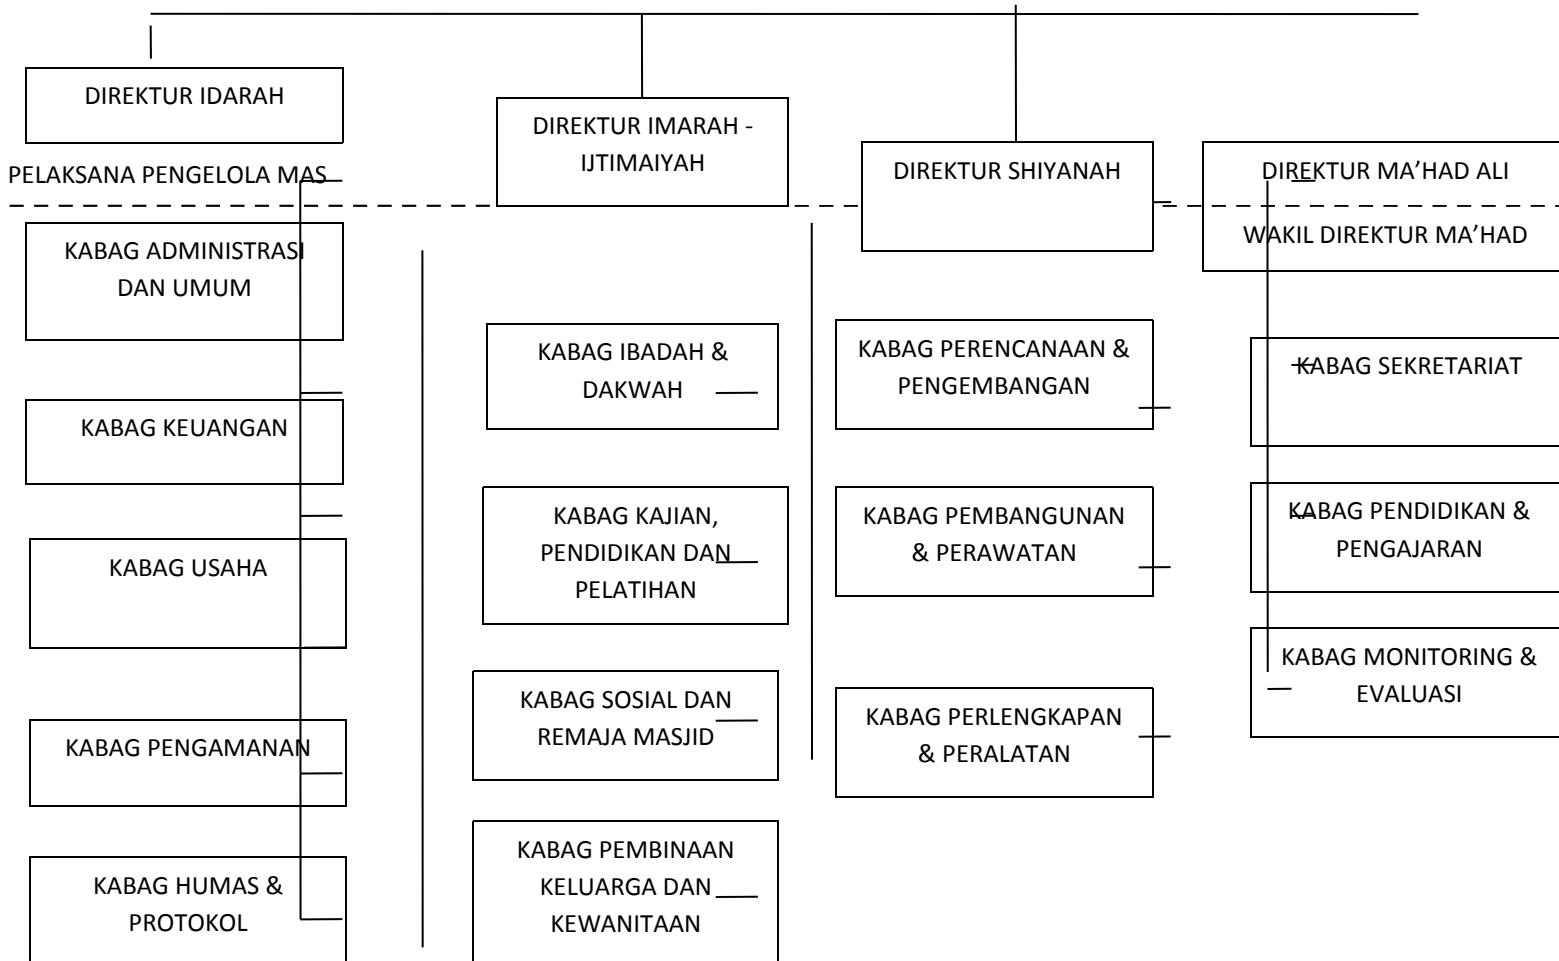 DIREKTUR IDARAH
DIREKTUR IMARAH -
IJTIMAIYAH
DIREKTUR SHIYANAH
DIREKTUR MA’HAD ALI
WAKIL DIREKTUR MA’HAD
PELAKSANA PENGELOLA MAS
KABAG ADMINISTRASI
DAN UMUM
KABAG KEUANGAN
KABAG USAHA
KABAG PENGAMANAN
KABAG HUMAS &
PROTOKOL
KABAG IBADAH &
DAKWAH
KABAG KAJIAN,
PENDIDIKAN DAN
PELATIHAN
KABAG SOSIAL DAN
REMAJA MASJID
KABAG PEMBINAAN
KELUARGA DAN
KEWANITAAN
KABAG PERENCANAAN &
PENGEMBANGAN
KABAG PEMBANGUNAN
& PERAWATAN
KABAG PERLENGKAPAN
& PERALATAN
KABAG SEKRETARIAT
KABAG PENDIDIKAN &
PENGAJARAN
KABAG MONITORING &
EVALUASI